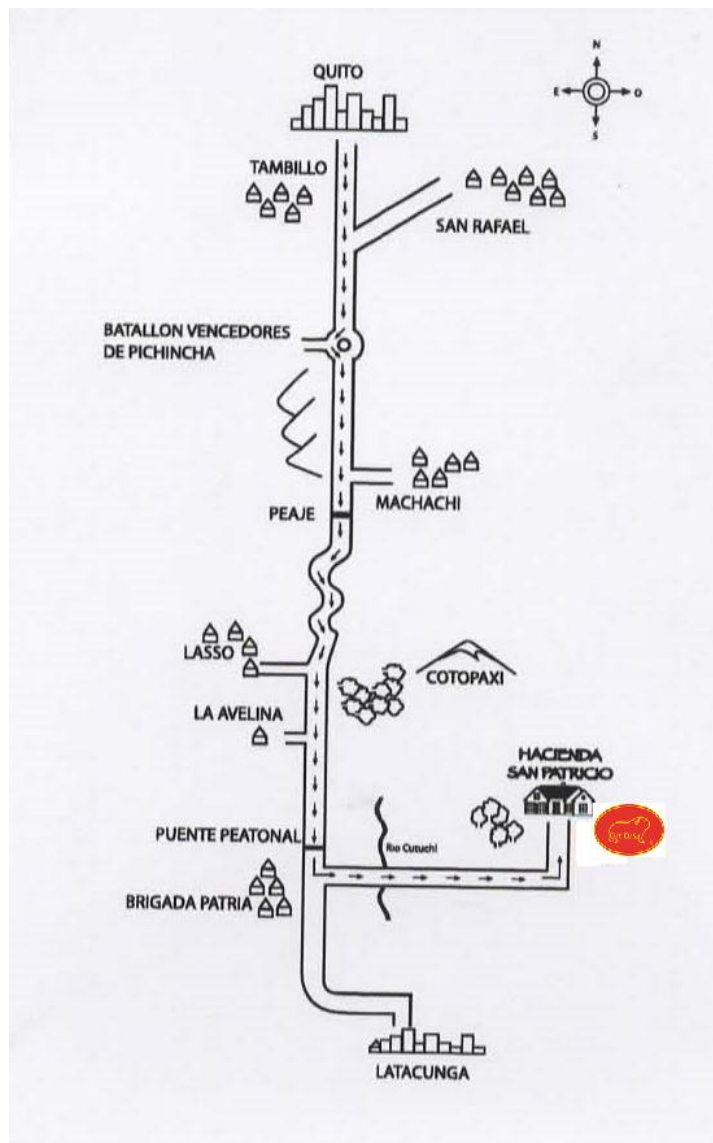 QUITO
N
E
O
S
TAMBILLO
SAN RAFAEL
BATALLON VENCEDORES
DE PICHINCHA
MACHACHI
PEAJE
LASSO
COTOPAXI
LA AVELINA
HACIENDA
SAN PATRICIO
PUENTE PEATONAL
Rio Cutuchi
BRIGADA PATRIA
LATACUNGA